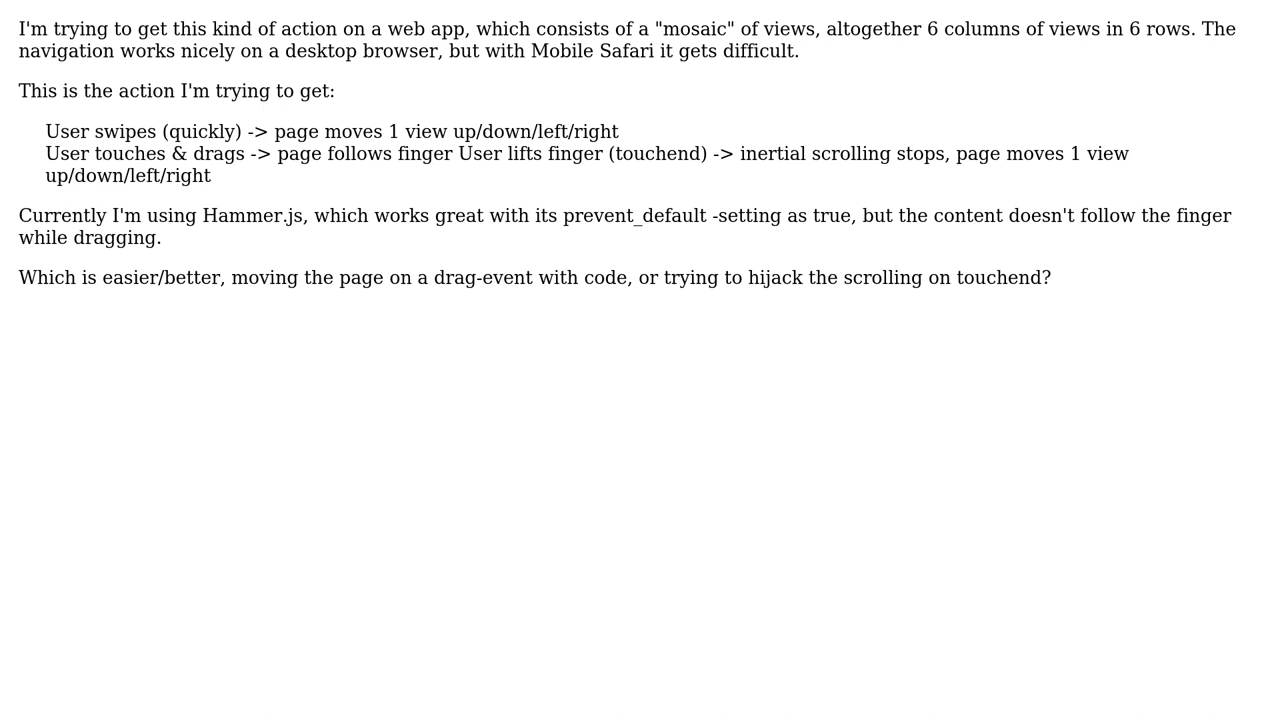 I'm trying to get this kind of action on a web app, which consists of a "mosaic" of views, altogether 6 columns of views in 6 rows. The
navigation works nicely on a desktop browser, but with Mobile Safari it gets difficult.
This is the action I'm trying to get:
User swipes (quickly) -> page moves 1 view up/down/left/right
User touches & drags -> page follows finger User lifts finger (touchend) -> inertial scrolling stops, page moves 1 view
up/down/left/right
Currently I'm using Hammer.js, which works great with its prevent_default -setting as true, but the content doesn't follow the finger
while dragging.
Which is easier/better, moving the page on a drag-event with code, or trying to hijack the scrolling on touchend?